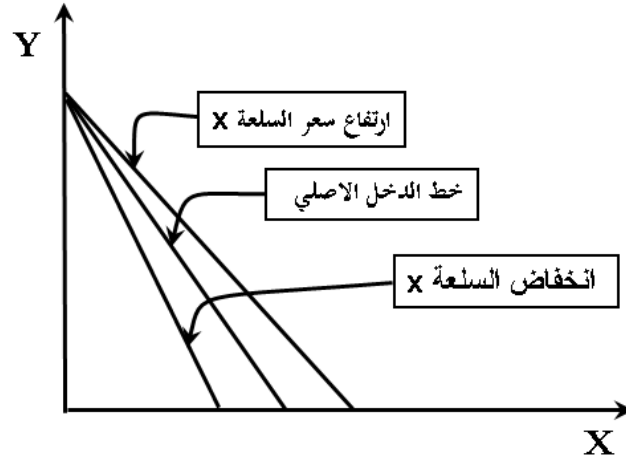 Y
ارتفاع سعر السلعة X
خط الدخل الاصلي
انخفاض السلعة X
X